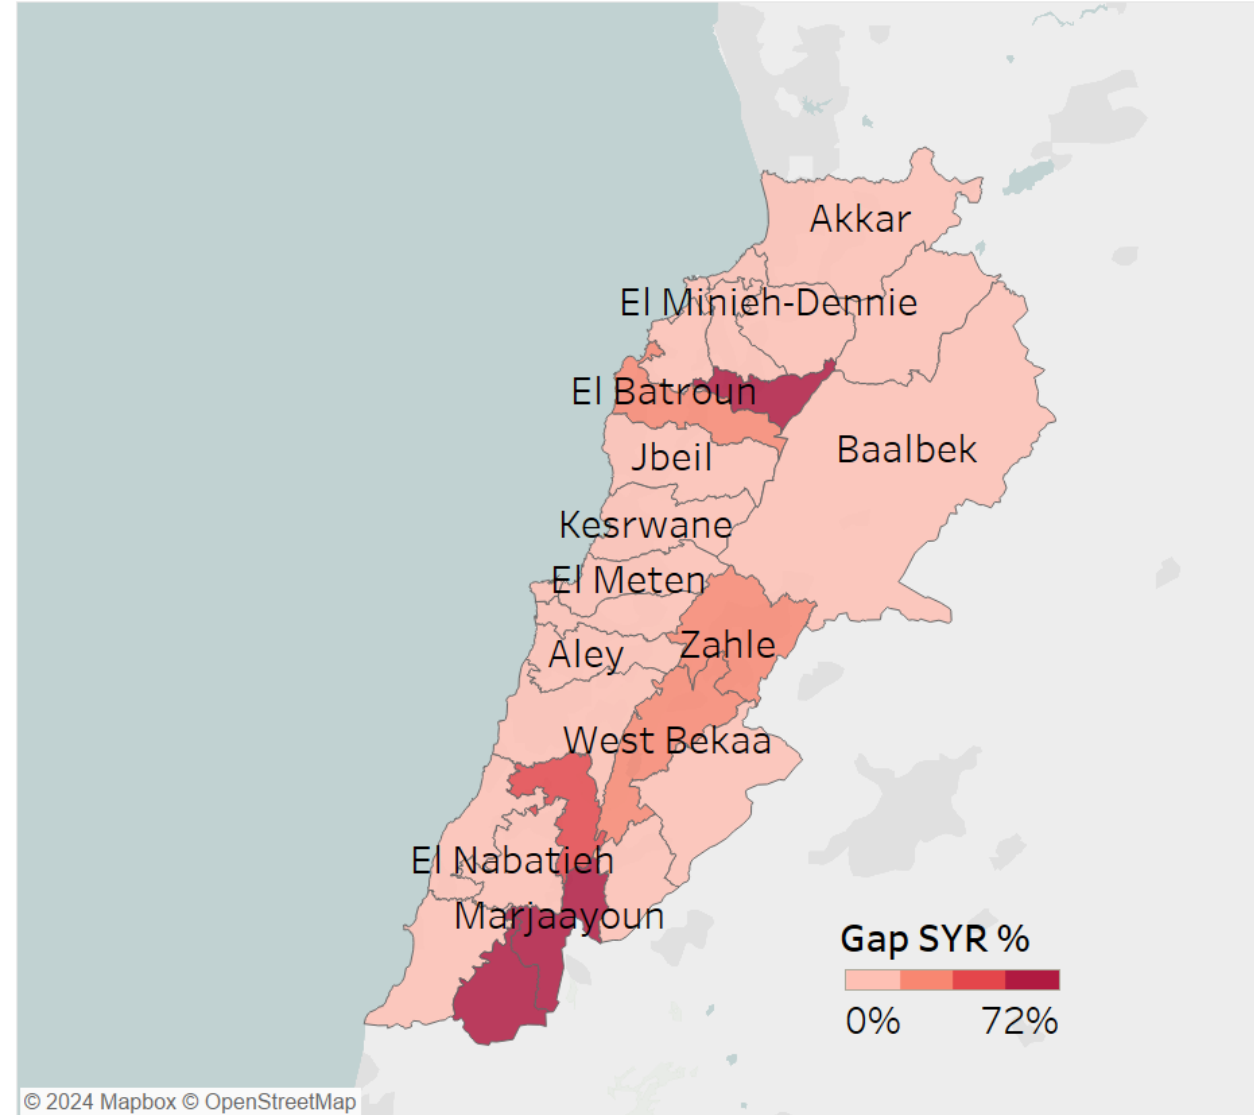 Akkar
El Minieh-Dennie
El Batroun
Jbeil
Baalbek
Kesrwane
El Meten
Zahle
Aley
West Bekaa
El Nabatieh
Marjaayoun
Gap SYR %
0% 72%
© 2024 Mapbox © OpenStreetMap